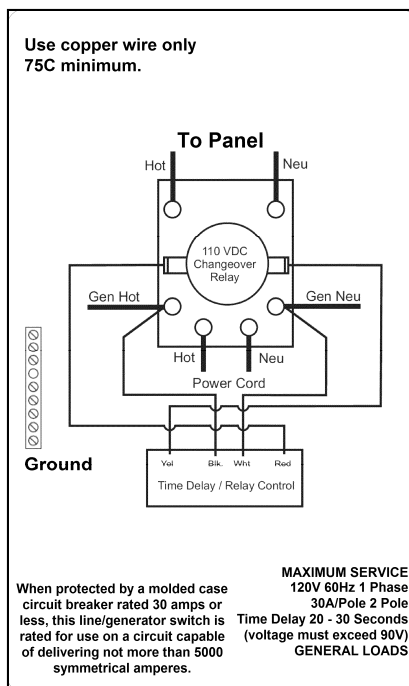 Use copper wire only
75C minimum.
To Panel
Hot
Neu
110 VDC
Changeover
Relay
Gen Hot
Gen Neu
Hot
Neu
Power Cord
Ground
Yel
Blk.
Wht
Red
Time Delay / Relay Control
When protected by a molded case
circuit breaker rated 30 amps or
less, this line/generator switch is
rated for use on a circuit capable
of delivering not more than 5000
symmetrical amperes.
MAXIMUM SERVICE
120V 60Hz 1 Phase
30A/Pole 2 Pole
Time Delay 20 - 30 Seconds
(voltage must exceed 90V)
GENERAL LOADS